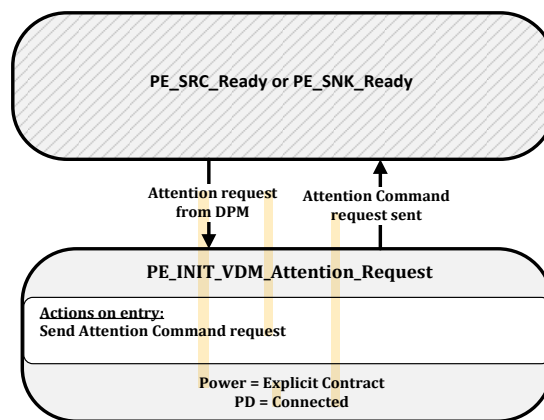 PE_SRC_Ready or PE_SNK_Ready
Attention request
from DPM
Attention Command
request sent
PE_INIT_VDM_Attention_Request
Actions on entry:
Send Attention Command request
Power = Explicit Contract
PD = Connected